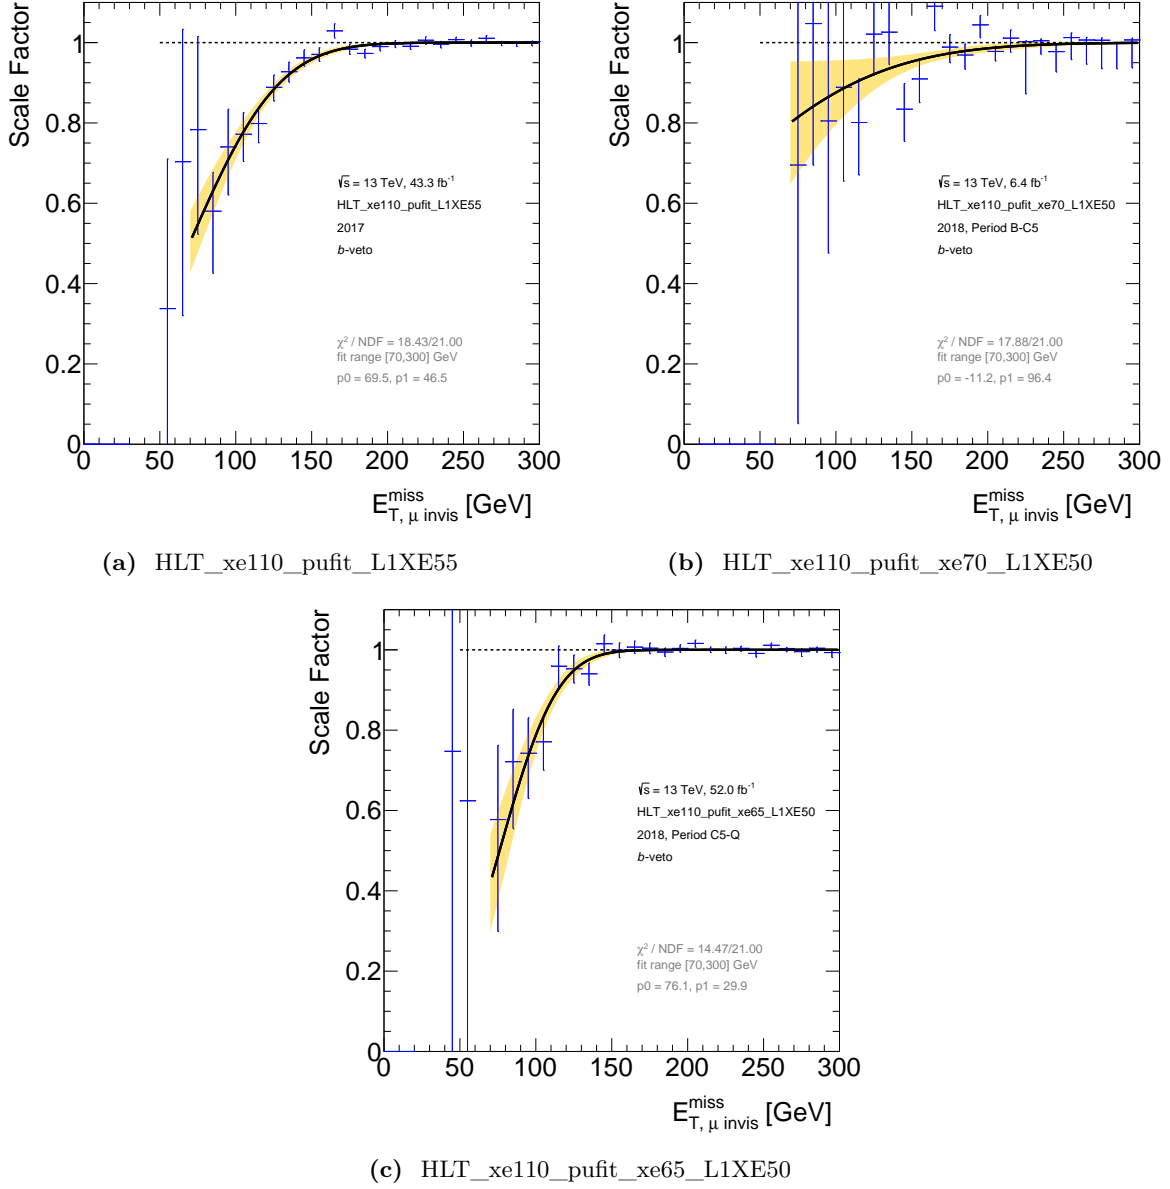 Scale Factor
1
0.8
0.6
0.4
0.2
0
0 50 100 150 200 250 300
√s = 13 TeV, 43.3 fb⁻¹
HLT_xe110_pufit_L1XE55
2017
b-veto
χ² / NDF = 18.43/21.00
fit range [70,300] GeV
p0 = 69.5, p1 = 46.5
E_T, μ invis^miss [GeV]
(a) HLT_xe110_pufit_L1XE55
Scale Factor
1
0.8
0.6
0.4
0.2
0
0 50 100 150 200 250 300
√s = 13 TeV, 6.4 fb⁻¹
HLT_xe110_pufit_xe70_L1XE50
2018, Period B-C5
b-veto
χ² / NDF = 17.88/21.00
fit range [70,300] GeV
p0 = -11.2, p1 = 96.4
E_T, μ invis^miss [GeV]
(b) HLT_xe110_pufit_xe70_L1XE50
Scale Factor
1
0.8
0.6
0.4
0.2
0
0 50 100 150 200 250 300
√s = 13 TeV, 52.0 fb⁻¹
HLT_xe110_pufit_xe65_L1XE50
2018, Period C5-Q
b-veto
χ² / NDF = 14.47/21.00
fit range [70,300] GeV
p0 = 76.1, p1 = 29.9
E_T, μ invis^miss [GeV]
(c) HLT_xe110_pufit_xe65_L1XE50